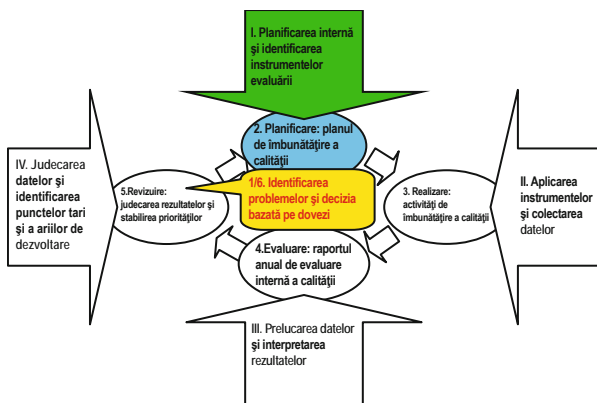 I. Planificarea internă
şi identificarea
instrumentelor
evaluării
2. Planificare: planul
de îmbunătăţire a
calităţii
1/6. Identificarea
problemelor şi decizia
bazată pe dovezi
IV. Judecarea
datelor şi
identificarea
punctelor tari
şi a ariilor de
dezvoltare
5.Revizuire:
judecarea rezultatelor şi
stabilirea priorităţilor
3. Realizare:
activităţi de
îmbunătăţire a calităţii
II. Aplicarea
instrumentelor
şi colectarea
datelor
4.Evaluare: raportul
anual de evaluare
internă a calităţii
III. Prelucarea datelor
şi interpretarea
rezultatelor